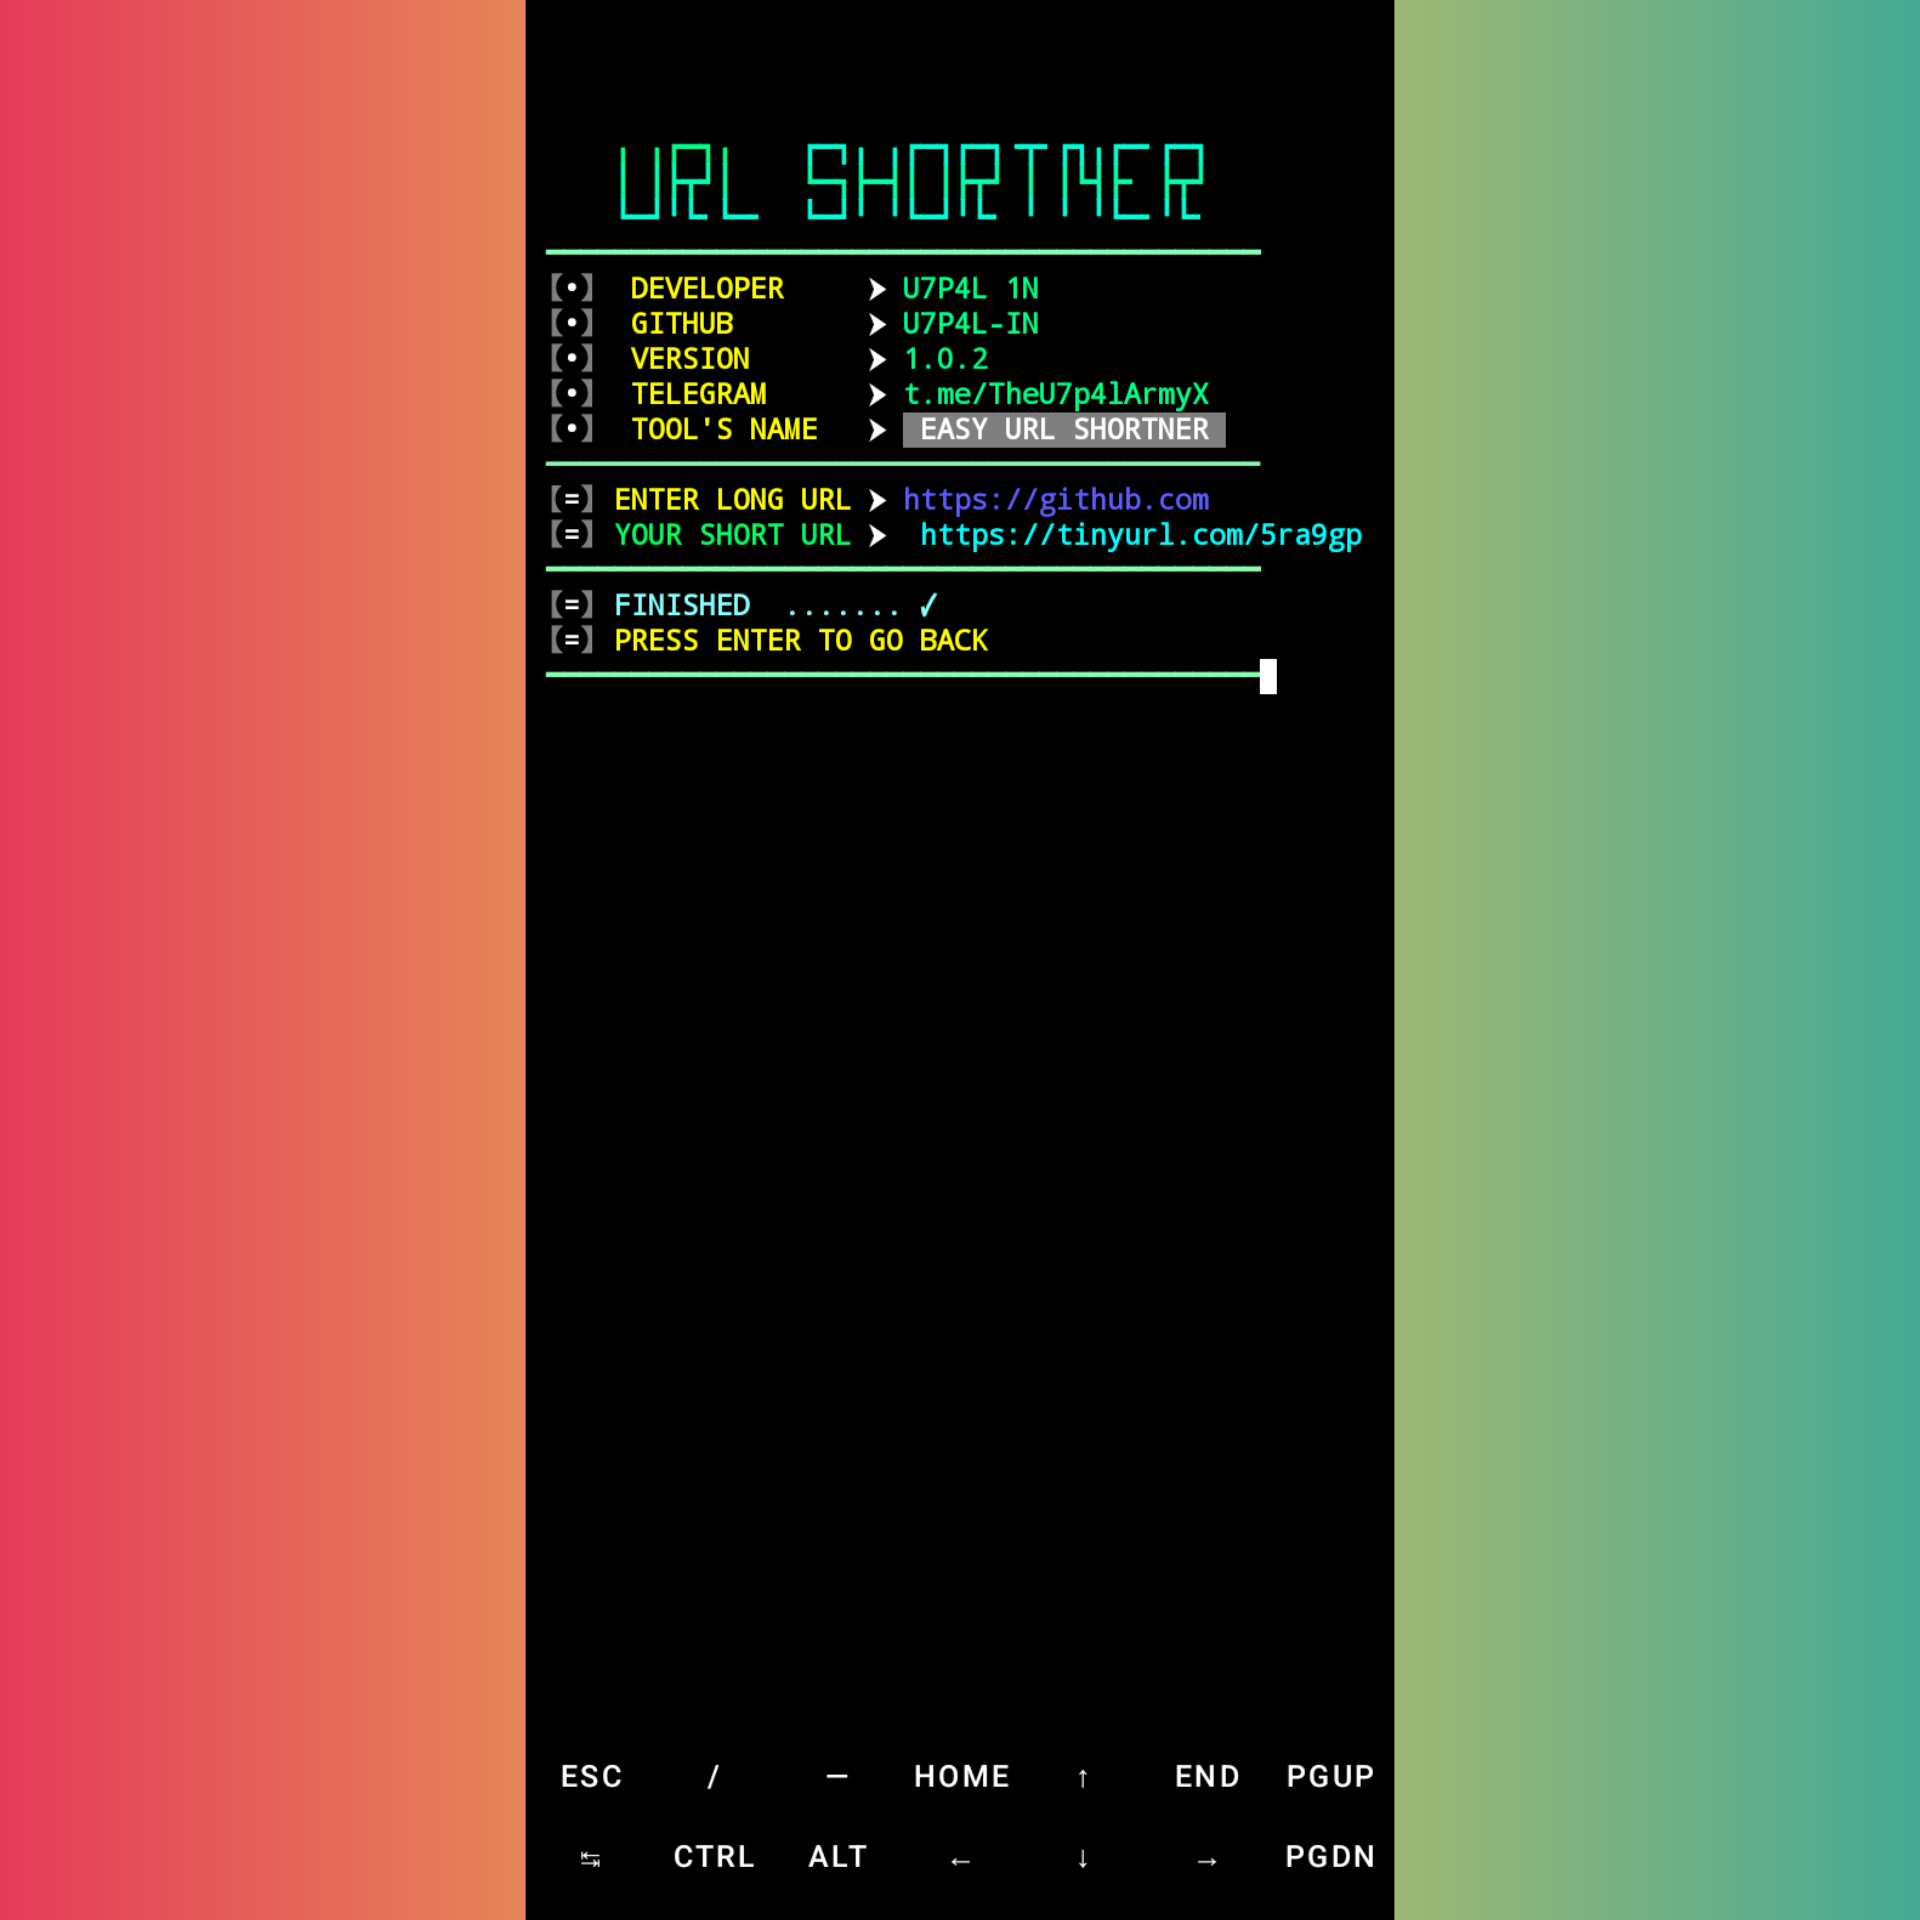 URL SHORTNER
【•】 DEVELOPER ➤ U7P4L 1N
【•】 GITHUB ➤ U7P4L-IN
【•】 VERSION ➤ 1.0.2
【•】 TELEGRAM ➤ t.me/TheU7p4lArmyX
【•】 TOOL'S NAME ➤ EASY URL SHORTNER
【=】 ENTER LONG URL ➤ https://github.com
【=】 YOUR SHORT URL ➤ https://tinyurl.com/5ra9gp
【=】 FINISHED ....... ✓
【=】 PRESS ENTER TO GO BACK
ESC / — HOME ↑ END PGUP
↹ CTRL ALT ← ↓ → PGDN